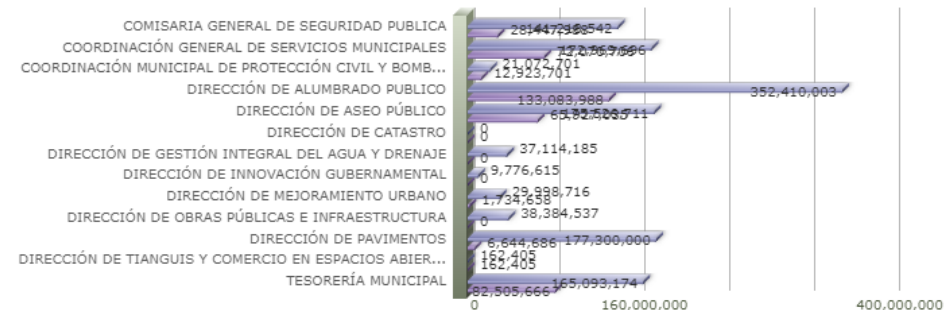 COMISARIA GENERAL DE SEGURIDAD PUBLICA
COORDINACIÓN GENERAL DE SERVICIOS MUNICIPALES
COORDINACIÓN MUNICIPAL DE PROTECCIÓN CIVIL Y BOMB...
21,072,701
12,923,701
DIRECCIÓN DE ALUMBRADO PUBLICO
352,410,003
133,083,988
DIRECCIÓN DE ASEO PÚBLICO
DIRECCIÓN DE CATASTRO
0
0
DIRECCIÓN DE GESTIÓN INTEGRAL DEL AGUA Y DRENAJE
37,114,185
0
DIRECCIÓN DE INNOVACIÓN GUBERNAMENTAL
9,776,615
0
DIRECCIÓN DE MEJORAMIENTO URBANO
29,998,716
1,734,658
DIRECCIÓN DE OBRAS PÚBLICAS E INFRAESTRUCTURA
38,384,537
0
DIRECCIÓN DE PAVIMENTOS
177,300,000
6,644,686
DIRECCIÓN DE TIANGUIS Y COMERCIO EN ESPACIOS ABIER...
162,405
162,405
TESORERÍA MUNICIPAL
165,093,174
82,505,666
0 160,000,000 400,000,000